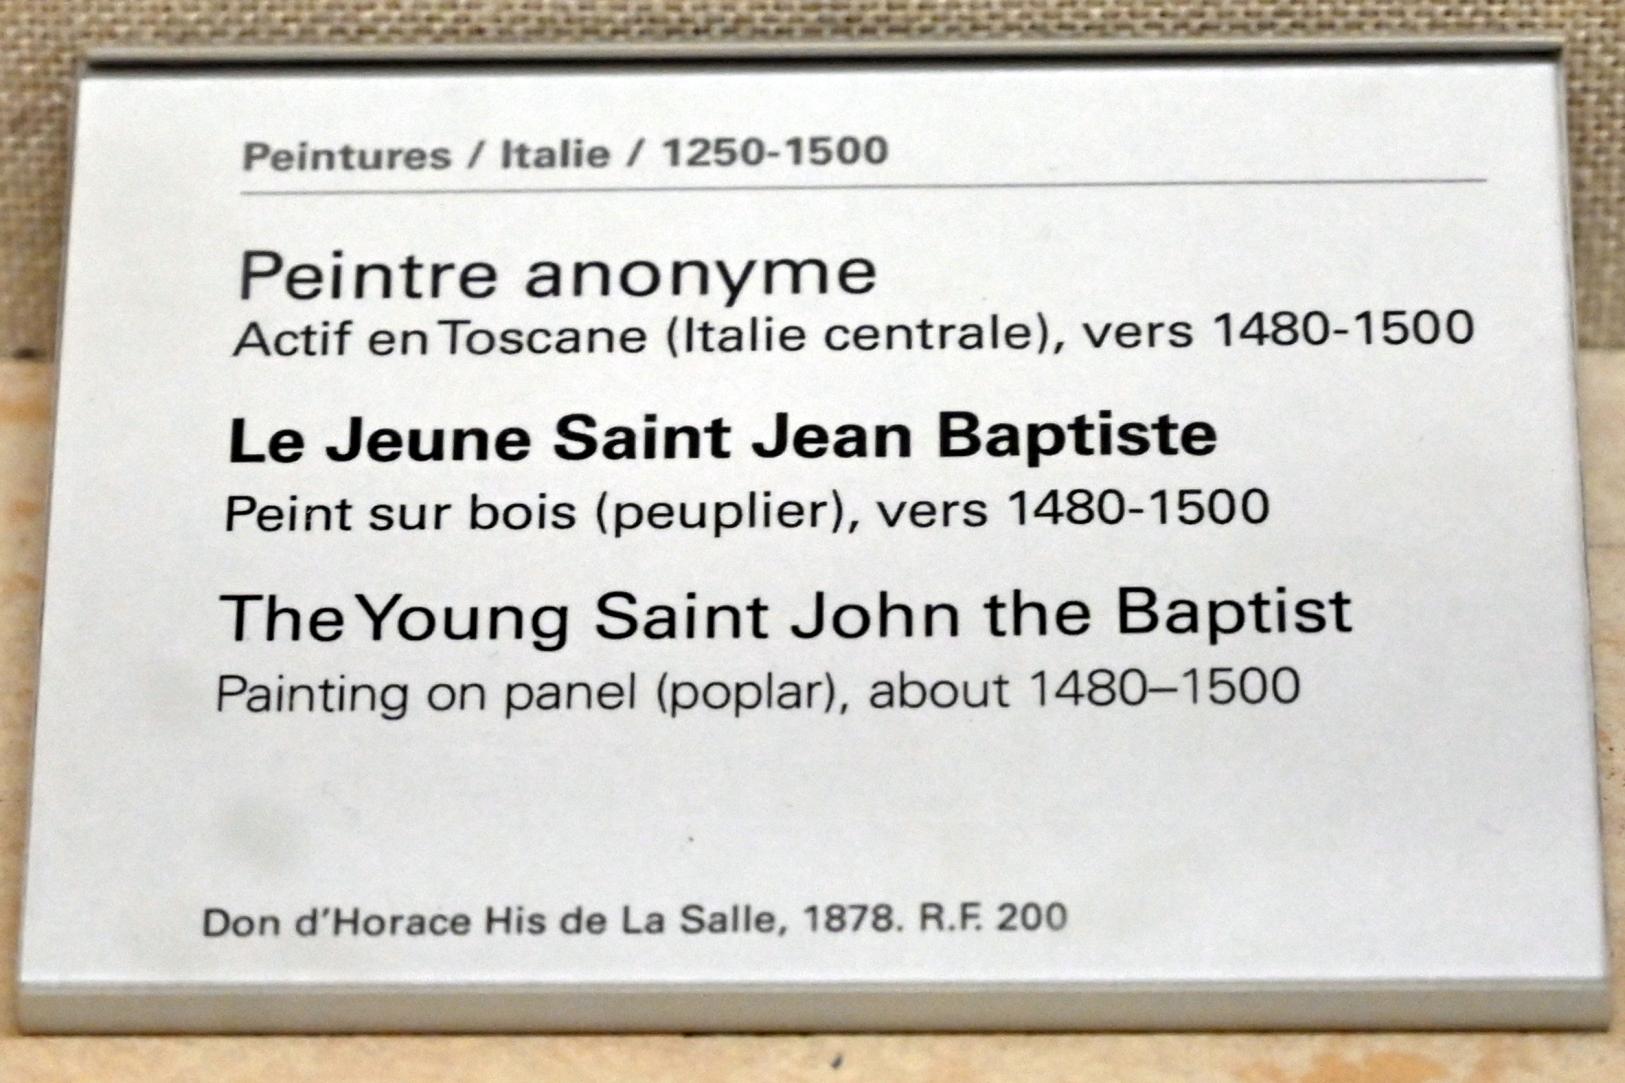 Peintures / Italie / 1250-1500
Peintre anonyme
Actif en Toscane (Italie centrale), vers 1480-1500
Le Jeune Saint Jean Baptiste
Peint sur bois (peuplier), vers 1480-1500
The Young Saint John the Baptist
Painting on panel (poplar), about 1480–1500
Don d'Horace His de La Salle, 1878. R.F. 200